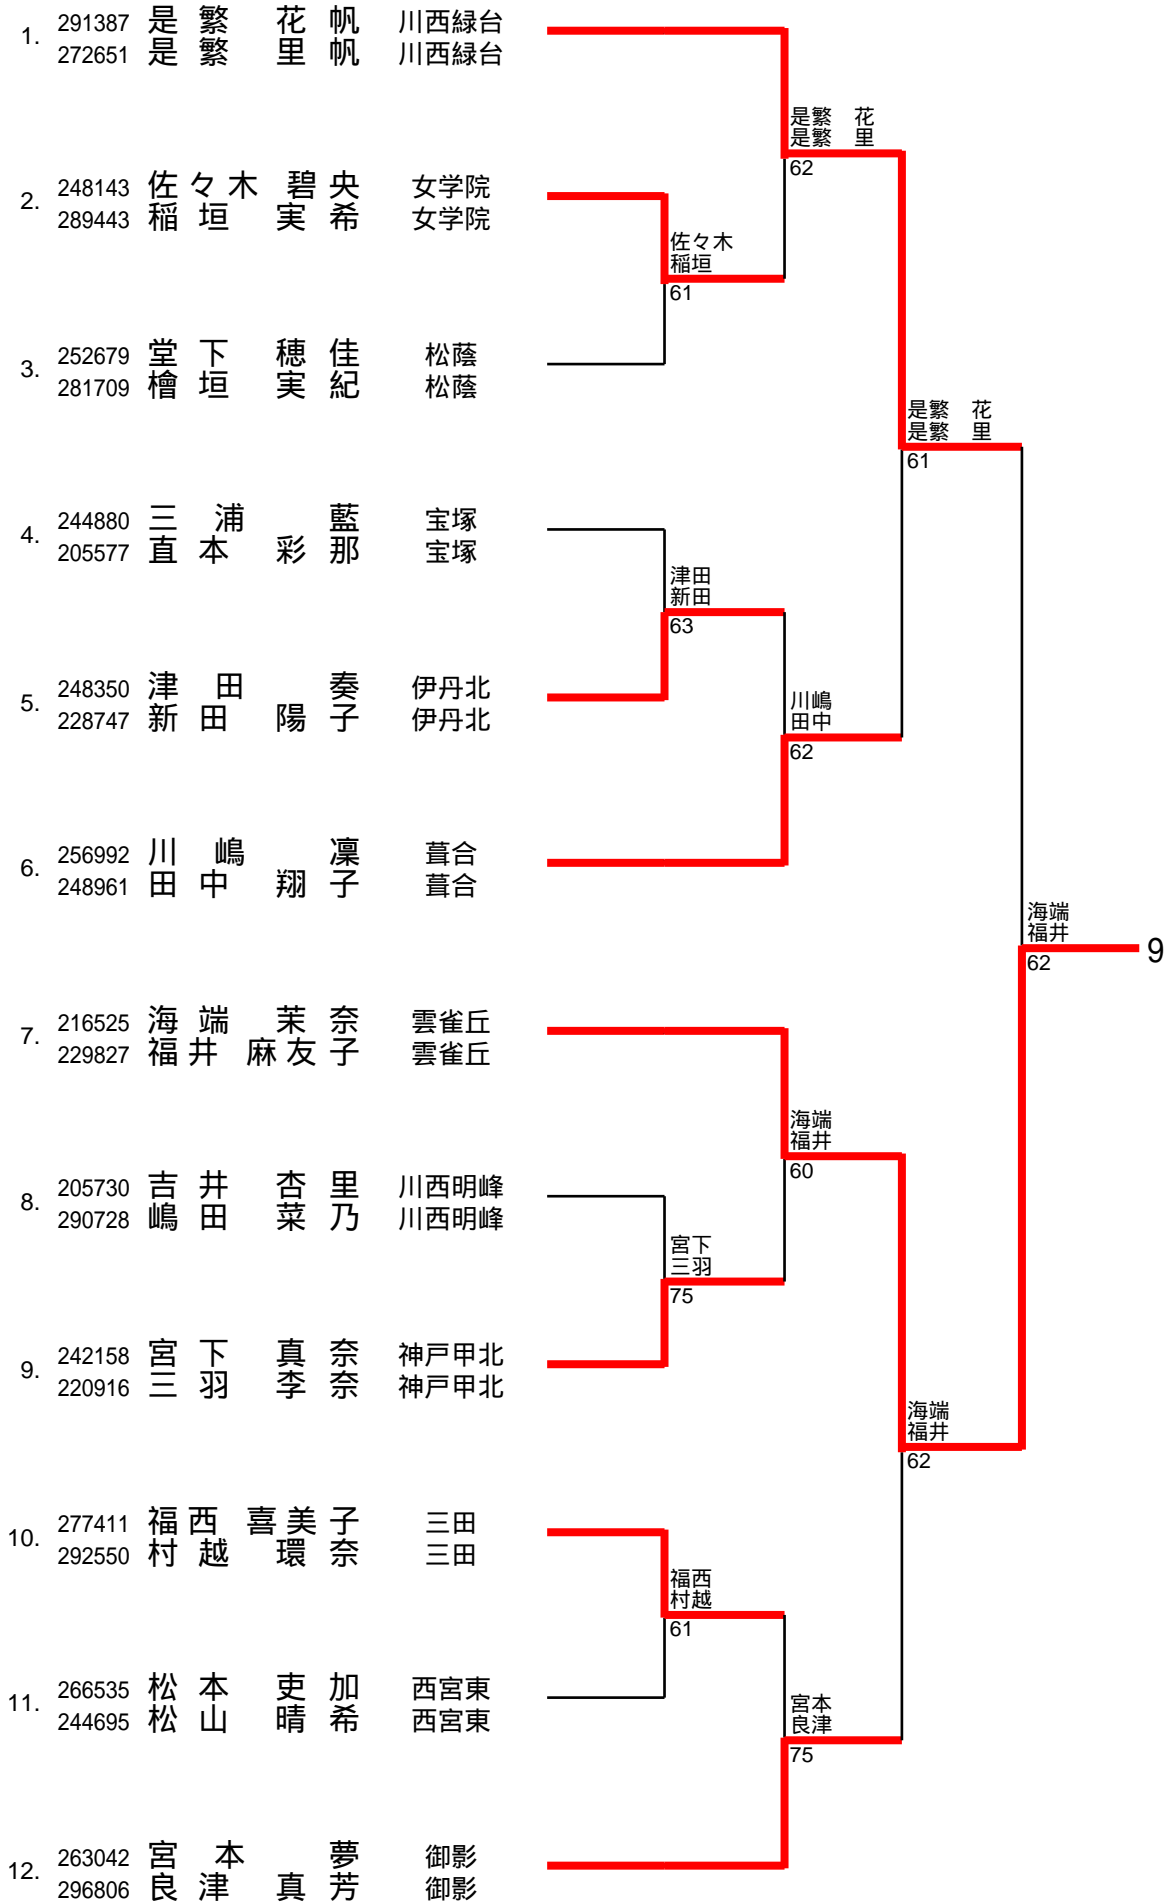 1. 291387 是繁 花帆 川西緑台
272651 是繁 里帆 川西緑台
是繁 花
是繁 里
62
2. 248143 佐々木 碧央 女学院
289443 稲垣 実希 女学院
佐々木
稲垣
61
3. 252679 堂下 穂佳 松蔭
281709 檜垣 実紀 松蔭
是繁 花
是繁 里
61
4. 244880 三浦 藍 宝塚
205577 直本 彩那 宝塚
津田
新田
63
5. 248350 津田 奏 伊丹北
228747 新田 陽子 伊丹北
川嶋
田中
62
6. 256992 川嶋 凜 葺合
248961 田中 翔子 葺合
海端
福井
62
9
7. 216525 海端 茉奈 雲雀丘
229827 福井 麻友子 雲雀丘
海端
福井
60
8. 205730 吉井 杏里 川西明峰
290728 嶋田 菜乃 川西明峰
宮下
三羽
75
9. 242158 宮下 真奈 神戸甲北
220916 三羽 李奈 神戸甲北
海端
福井
62
10. 277411 福西 喜美子 三田
292550 村越 環奈 三田
福西
村越
61
11. 266535 松本 吏加 西宮東
244695 松山 晴希 西宮東
宮本
良津
75
12. 263042 宮本 夢 御影
296806 良津 真芳 御影